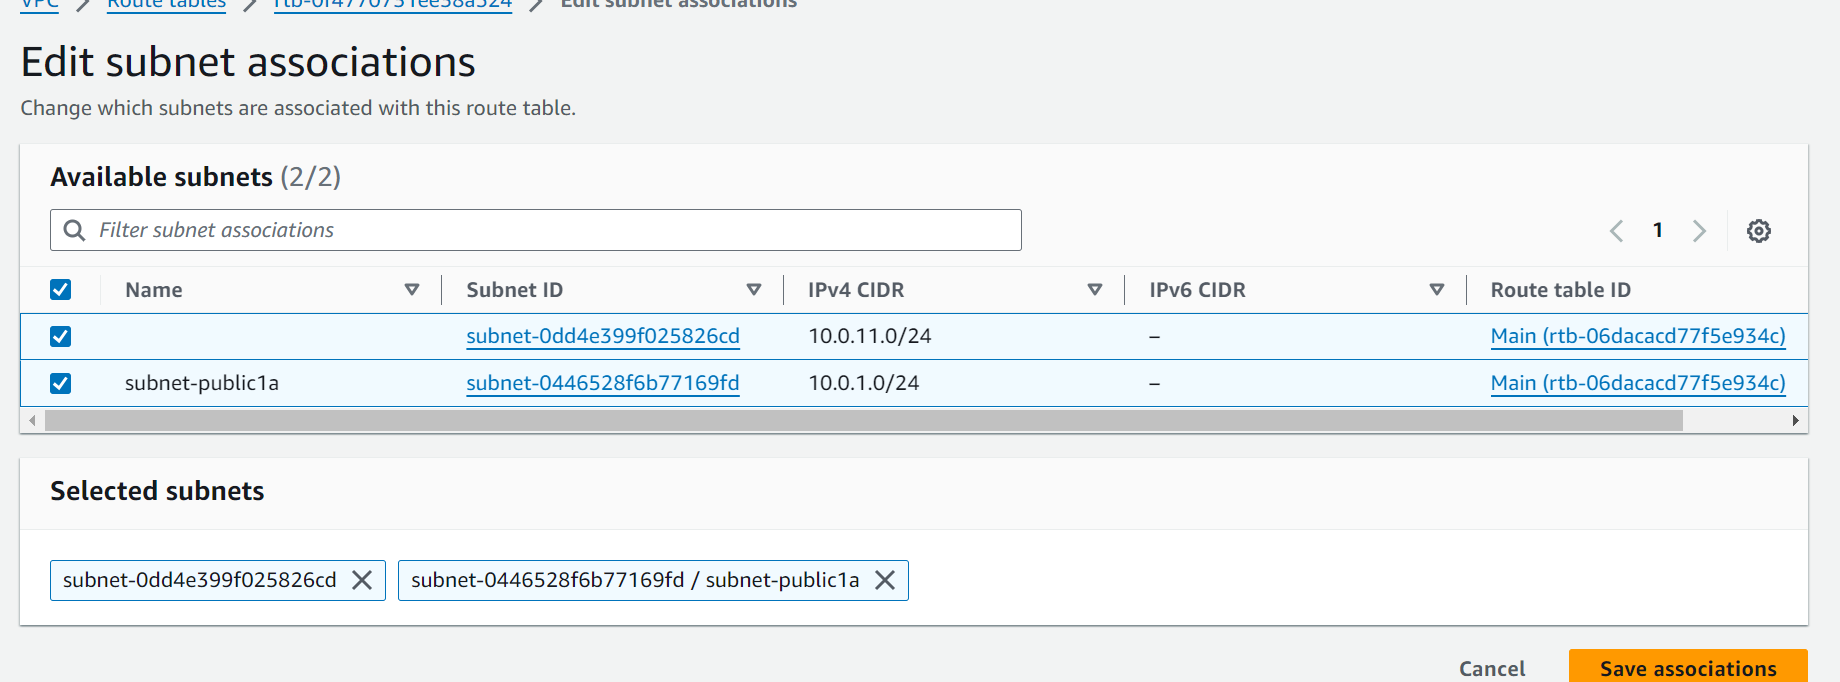 VPC Route tables rtb-0f4770731ee38a524 Edit subnet associations
Edit subnet associations
Change which subnets are associated with this route table.
Available subnets (2/2)
Filter subnet associations
1
Name Subnet ID IPv4 CIDR IPv6 CIDR Route table ID
subnet-0dd4e399f025826cd 10.0.11.0/24 – Main (rtb-06dacacd77f5e934c)
subnet-public1a subnet-0446528f6b77169fd 10.0.1.0/24 – Main (rtb-06dacacd77f5e934c)
Selected subnets
subnet-0dd4e399f025826cd subnet-0446528f6b77169fd / subnet-public1a
Cancel Save associations